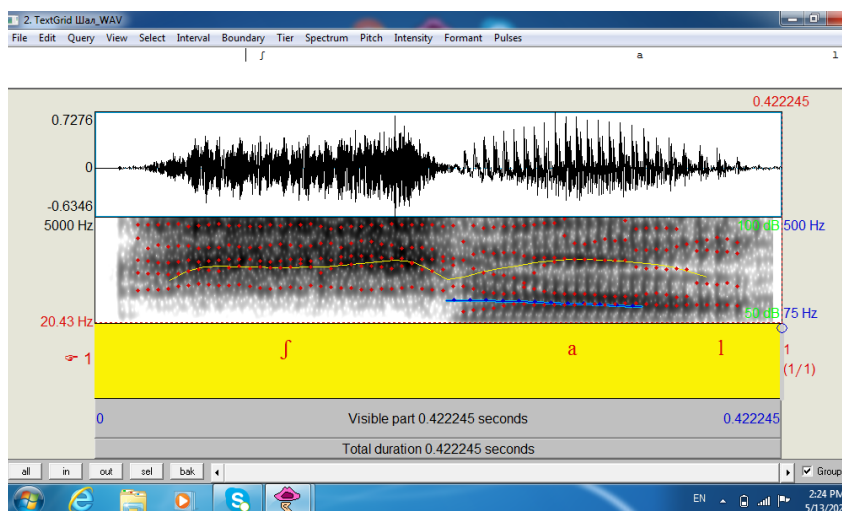 2. TextGrid Шал_WAV
File Edit Query View Select Interval Boundary Tier Spectrum Pitch Intensity Formant Pulses
ʃ a l
0.422245
0.7276
0
-0.6346
5000 Hz 100 dB 500 Hz
20.43 Hz 50 dB 75 Hz
☞ 1 ʃ a l 1
(1/1)
0 Visible part 0.422245 seconds 0.422245
Total duration 0.422245 seconds
all in out sel bak Group
EN 2:24 PM
5/13/202